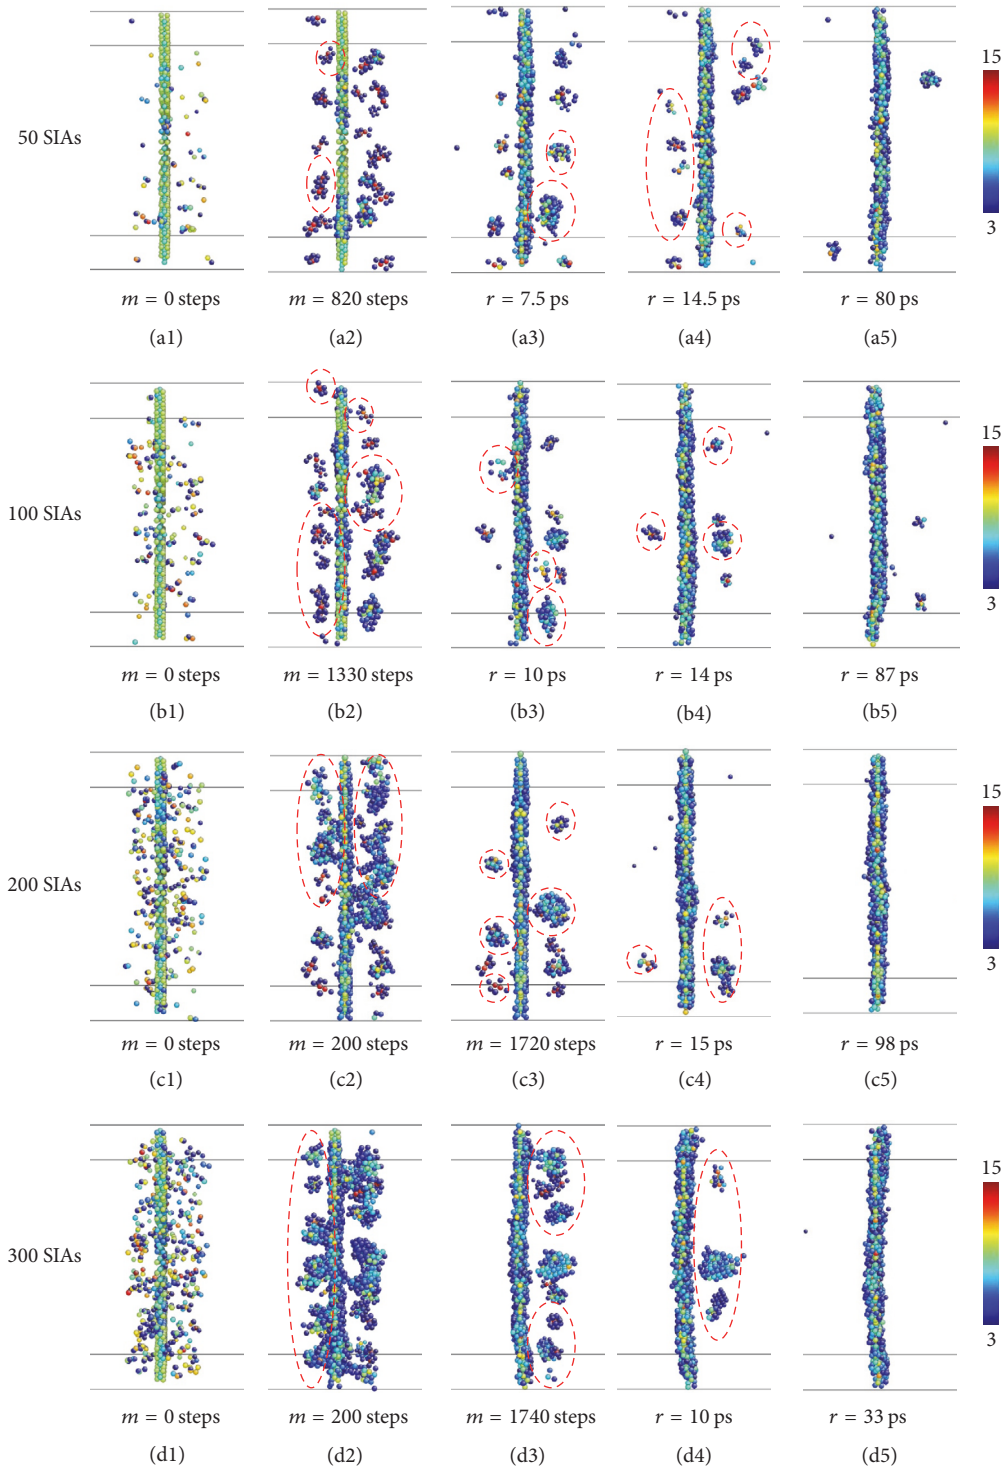 15
50 SIAs
3
m = 0 steps
m = 820 steps
r = 7.5 ps
r = 14.5 ps
r = 80 ps
(a1)
(a2)
(a3)
(a4)
(a5)
15
100 SIAs
3
m = 0 steps
m = 1330 steps
r = 10 ps
r = 14 ps
r = 87 ps
(b1)
(b2)
(b3)
(b4)
(b5)
15
200 SIAs
3
m = 0 steps
m = 200 steps
m = 1720 steps
r = 15 ps
r = 98 ps
(c1)
(c2)
(c3)
(c4)
(c5)
15
300 SIAs
3
m = 0 steps
m = 200 steps
m = 1740 steps
r = 10 ps
r = 33 ps
(d1)
(d2)
(d3)
(d4)
(d5)